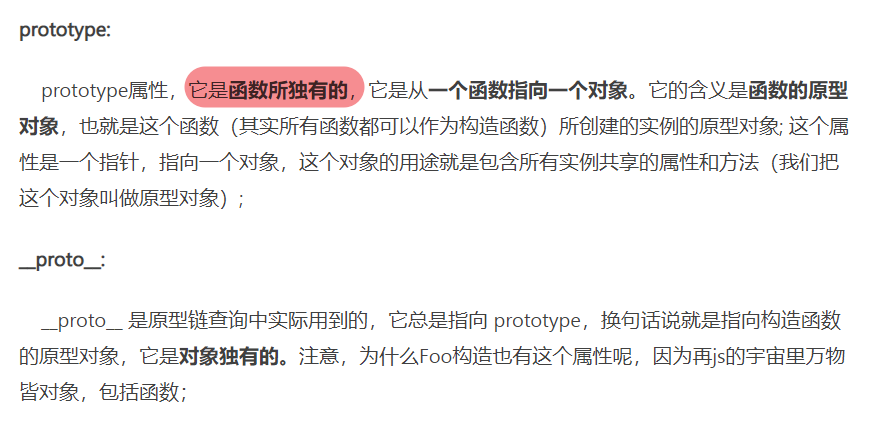 prototype:
prototype属性，它是函数所独有的，它是从一个函数指向一个对象。它的含义是函数的原型
对象，也就是这个函数（其实所有函数都可以作为构造函数）所创建的实例的原型对象; 这个属
性是一个指针，指向一个对象，这个对象的用途就是包含所有实例共享的属性和方法（我们把
这个对象叫做原型对象）;
__proto__:
__proto__ 是原型链查询中实际用到的，它总是指向 prototype，换句话说就是指向构造函数
的原型对象，它是对象独有的。注意，为什么Foo构造也有这个属性呢，因为再js的宇宙里万物
皆对象，包括函数；